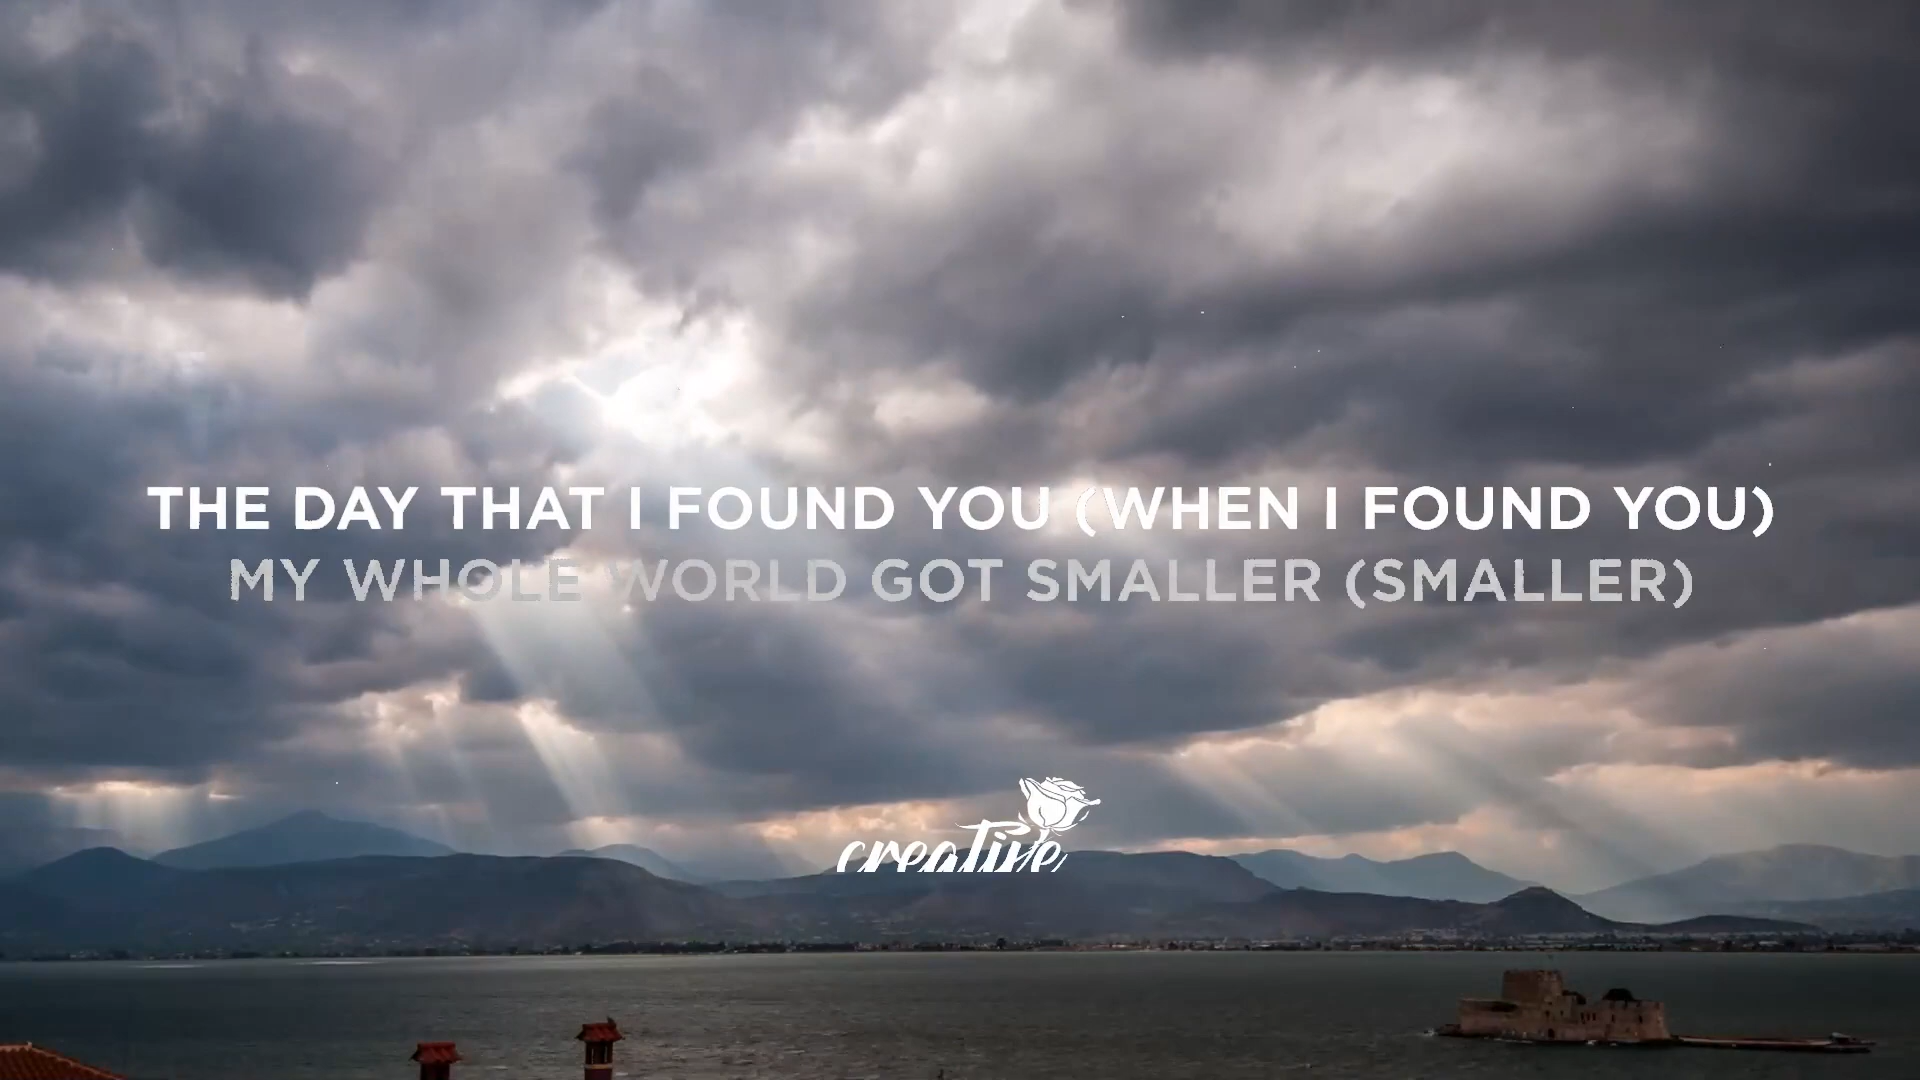 THE DAY THAT I FOUND YOU (WHEN I FOUND YOU)
MY WHOLE WORLD GOT SMALLER (SMALLER)
creative